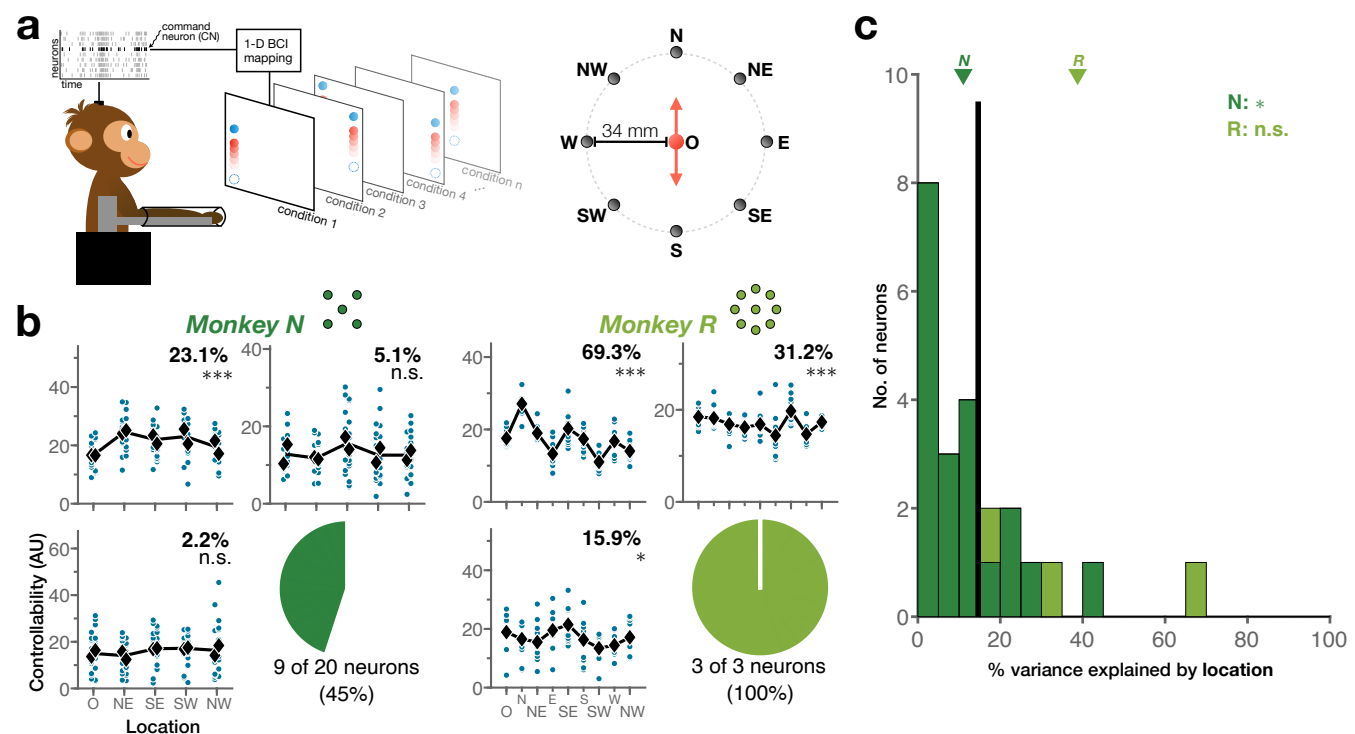 a
command
neuron (CN)
neurons
time
1-D BCI
mapping
condition 1
condition 2
condition 3
condition 4
...
condition n
N
NW
NE
W
34 mm
O
E
SW
SE
S
b
Monkey N
Monkey R
23.1%
***
40
20
0
5.1%
n.s.
40
20
0
69.3%
***
40
20
0
31.2%
***
20
0
Controllability (AU)
2.2%
n.s.
60
40
20
0
O NE SE SW NW
Location
9 of 20 neurons
(45%)
15.9%
*
40
20
0
N E S W
O NE SE SW NW
3 of 3 neurons
(100%)
c
N R
N: *
R: n.s.
No. of neurons
10
8
6
4
2
0
0 20 40 60 80 100
% variance explained by location